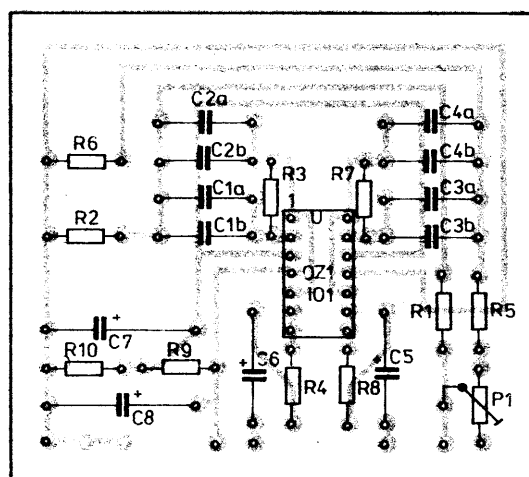 C2a
C4a
R6
C2b
C4b
R3
R7
C1a
C3a
1
R2
C1b
C3b
OZ1
IO1
R1
R5
+
C7
R10
R9
+
C6
R4
R8
+
C5
P1
+
C8